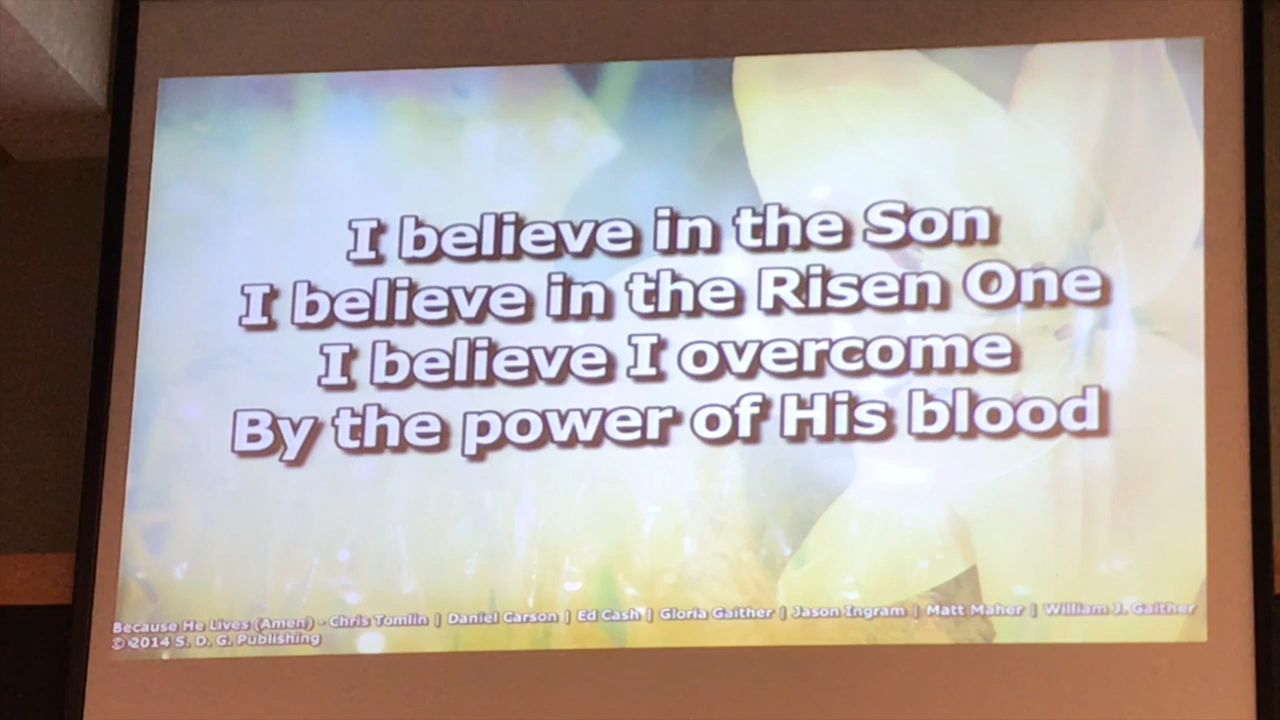 I believe in the Son
I believe in the Risen One
I believe I overcome
By the power of His blood
Because He Lives (Amen) - Chris Tomlin | Daniel Carson | Ed Cash | Gloria Gaither | Jason Ingram | Matt Maher | William J. Gaither
© 2014 S. D. G. Publishing